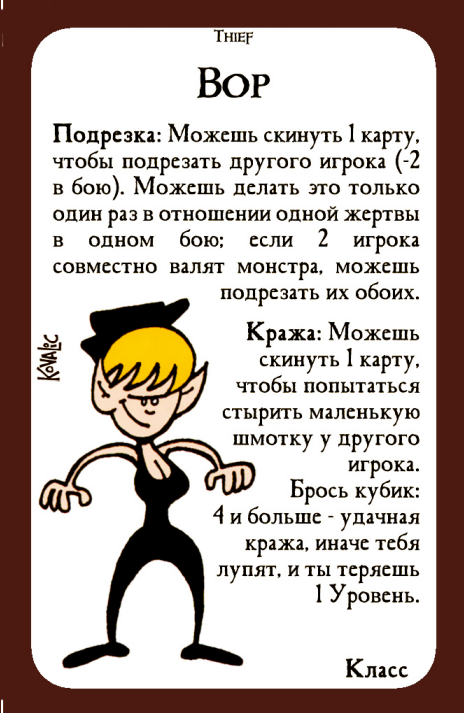 Thief
Вор
Подрезка: Можешь скинуть 1 карту,
чтобы подрезать другого игрока (-2
в бою). Можешь делать это только
один раз в отношении одной жертвы
в одном бою; если 2 игрока
совместно валят монстра, можешь
подрезать их обоих.
Кража: Можешь
скинуть 1 карту,
чтобы попытаться
стырить маленькую
шмотку у другого
игрока.
Брось кубик:
4 и больше - удачная
кража, иначе тебя
лупят, и ты теряешь
1 Уровень.
Kovalic
Класс